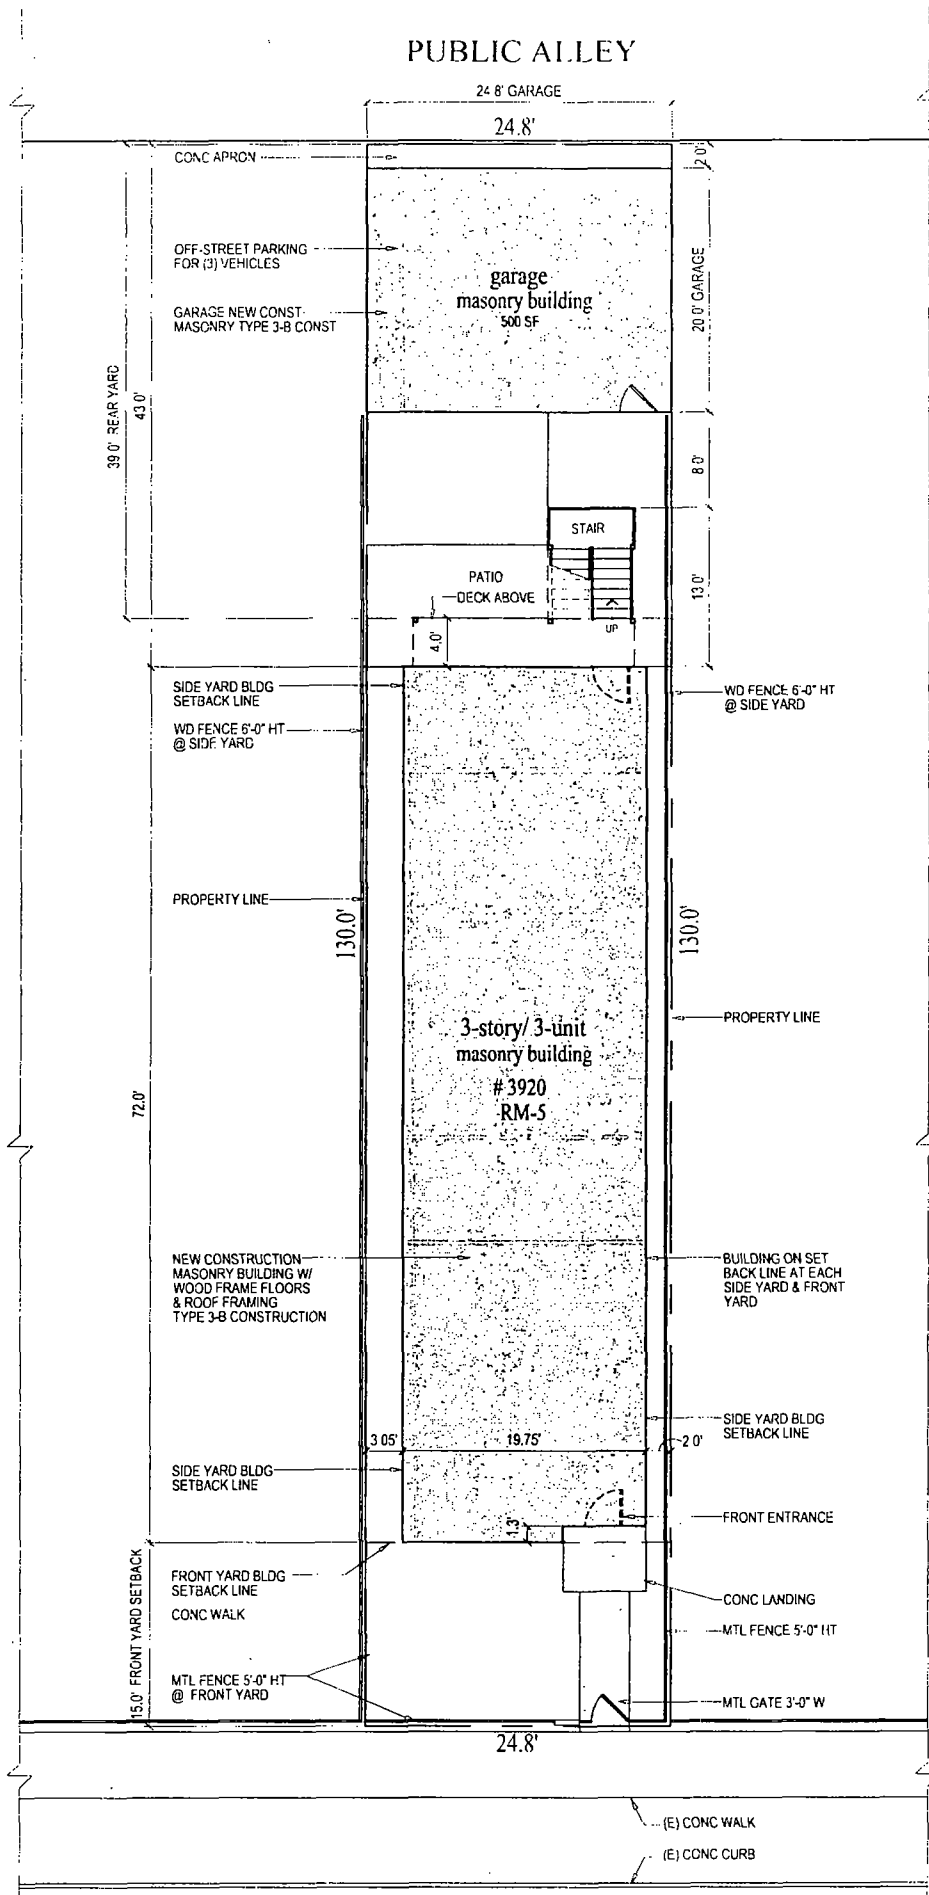 PUBLIC ALLEY
24 8' GARAGE
24.8'
CONC APRON
2 0'
OFF-STREET PARKING
FOR (3) VEHICLES
garage
masonry building
500 SF
GARAGE NEW CONST-
MASONRY TYPE 3-B CONST
20 0' GARAGE
39 0' REAR YARD
43 0'
8 0'
STAIR
PATIO
DECK ABOVE
13 0'
UP
4.0'
SIDE YARD BLDG
SETBACK LINE
WD FENCE 6'-0" HT
@ SIDE YARD
WD FENCE 6'-0" HT
@ SIDE YARD
PROPERTY LINE
130.0'
130.0'
3-story/ 3-unit
masonry building
# 3920
RM-5
PROPERTY LINE
72.0'
NEW CONSTRUCTION
MASONRY BUILDING W/
WOOD FRAME FLOORS
& ROOF FRAMING
TYPE 3-B CONSTRUCTION
BUILDING ON SET
BACK LINE AT EACH
SIDE YARD & FRONT
YARD
SIDE YARD BLDG
SETBACK LINE
3 05'
19.75'
2 0'
SIDE YARD BLDG
SETBACK LINE
1.3'
FRONT ENTRANCE
15.0' FRONT YARD SETBACK
FRONT YARD BLDG
SETBACK LINE
CONC WALK
CONC LANDING
MTL FENCE 5'-0" HT
MTL FENCE 5'-0" HT
@ FRONT YARD
MTL GATE 3'-0" W
24.8'
(E) CONC WALK
(E) CONC CURB